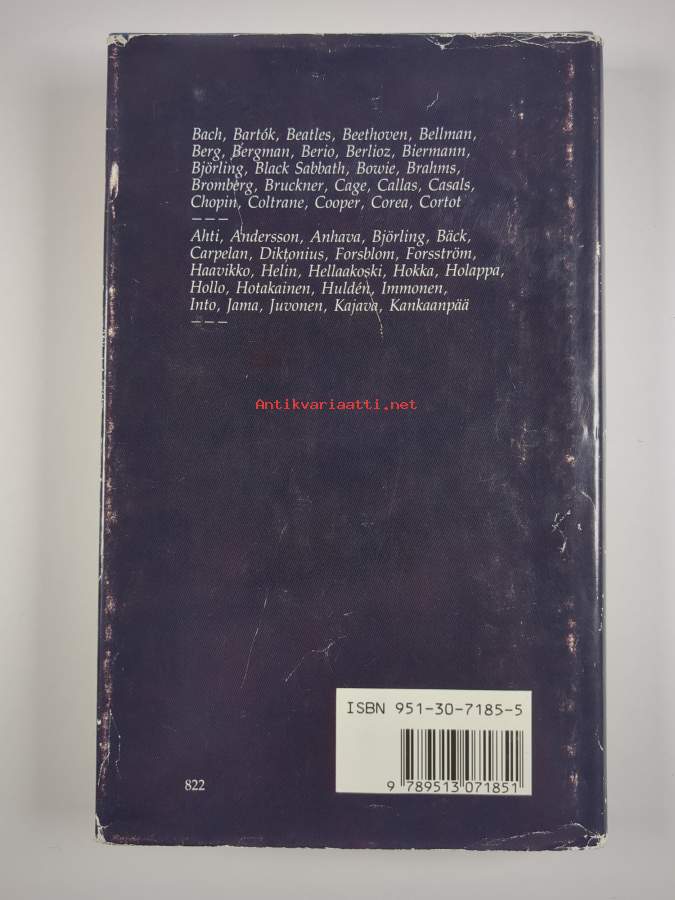 Bach, Bartók, Beatles, Beethoven, Bellman,
Berg, Bergman, Berio, Berlioz, Biermann,
Björling, Black Sabbath, Bowie, Brahms,
Bromberg, Bruckner, Cage, Callas, Casals,
Chopin, Coltrane, Cooper, Corea, Cortot
– – –
Ahti, Andersson, Anhava, Björling, Bäck,
Carpelan, Diktonius, Forsblom, Forsström,
Haavikko, Helin, Hellaakoski, Hokka, Holappa,
Hollo, Hotakainen, Huldén, Immonen,
Into, Jama, Juvonen, Kajava, Kankaanpää
– – –
Antikvariaatti.net
ISBN 951-30-7185-5
9 789513 071851
822